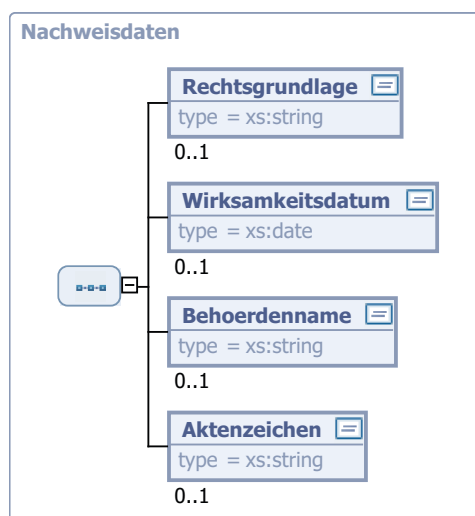 Nachweisdaten
Rechtsgrundlage
type = xs:string
0..1
Wirksamkeitsdatum
type = xs:date
0..1
Behoerdenname
type = xs:string
0..1
Aktenzeichen
type = xs:string
0..1